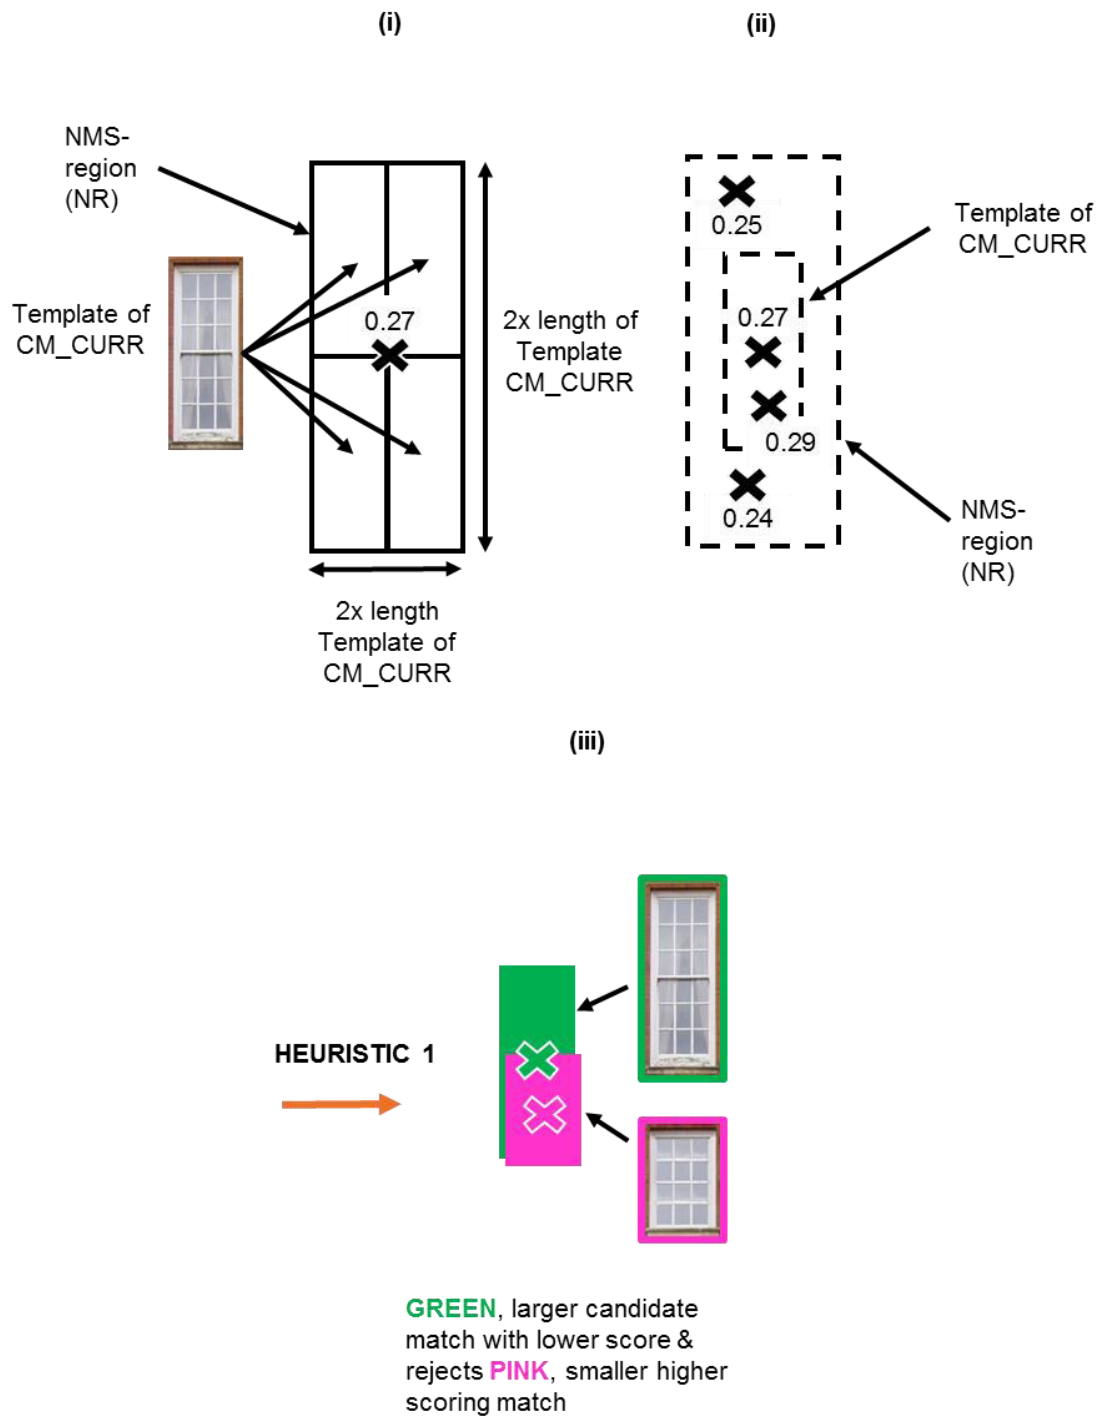 (i)
(ii)
NMS-
region
(NR)
Template of
CM_CURR
0.27
2x length of
Template
CM_CURR
2x length
Template of
CM_CURR
0.25
Template of
CM_CURR
0.27
0.29
0.24
NMS-
region
(NR)
(iii)
HEURISTIC 1
GREEN, larger candidate
match with lower score &
rejects PINK, smaller higher
scoring match